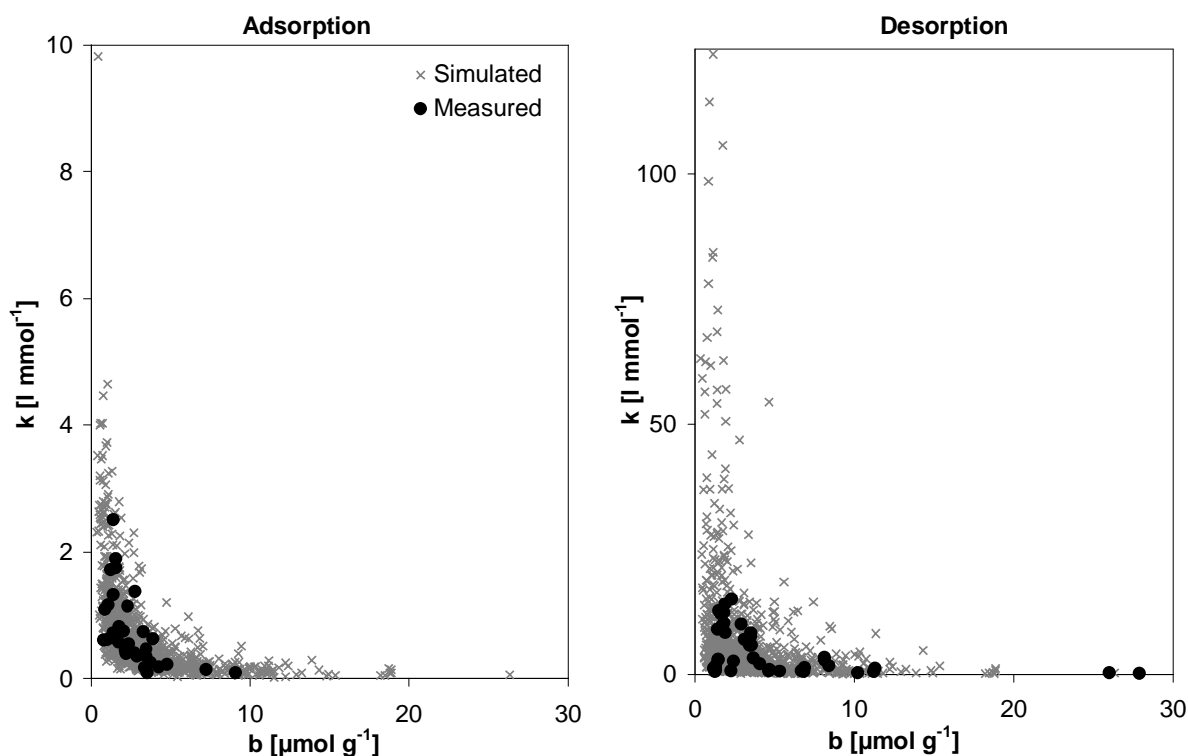 Adsorption
10
8
6
4
2
0
k [l mmol⁻¹]
Simulated
Measured
0 10 20 30
b [µmol g⁻¹]
Desorption
100
50
0
k [l mmol⁻¹]
0 10 20 30
b [µmol g⁻¹]